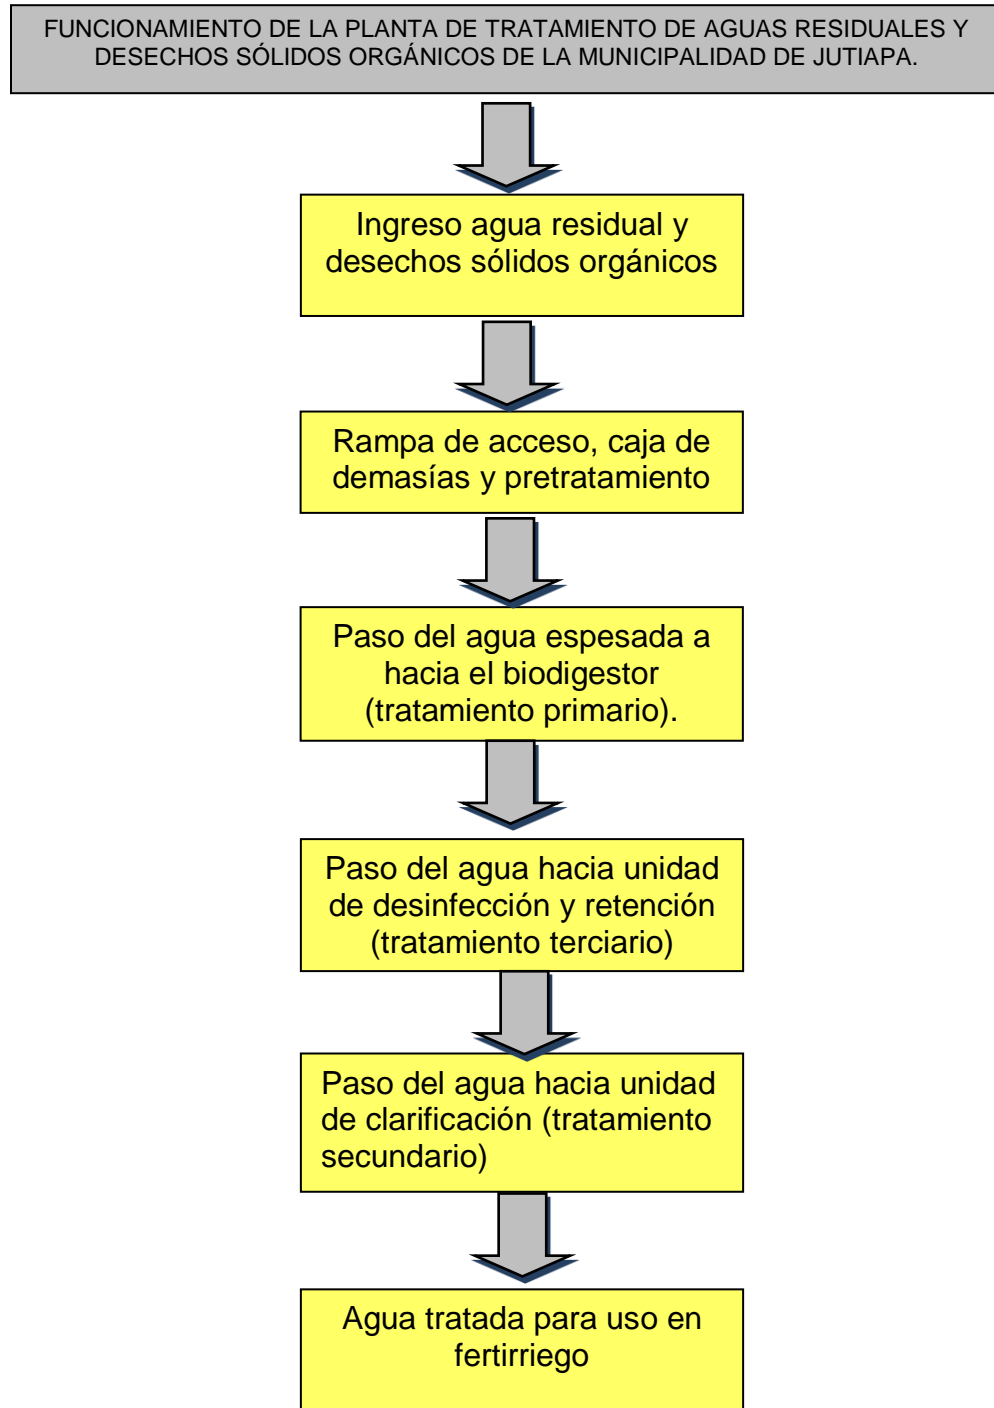 FUNCIONAMIENTO DE LA PLANTA DE TRATAMIENTO DE AGUAS RESIDUALES Y
DESECHOS SÓLIDOS ORGÁNICOS DE LA MUNICIPALIDAD DE JUTIAPA.
Ingreso agua residual y
desechos sólidos orgánicos
Rampa de acceso, caja de
demasías y pretratamiento
Paso del agua espesada a
hacia el biodigestor
(tratamiento primario).
Paso del agua hacia unidad
de desinfección y retención
(tratamiento terciario)
Paso del agua hacia unidad
de clarificación (tratamiento
secundario)
Agua tratada para uso en
fertirriego